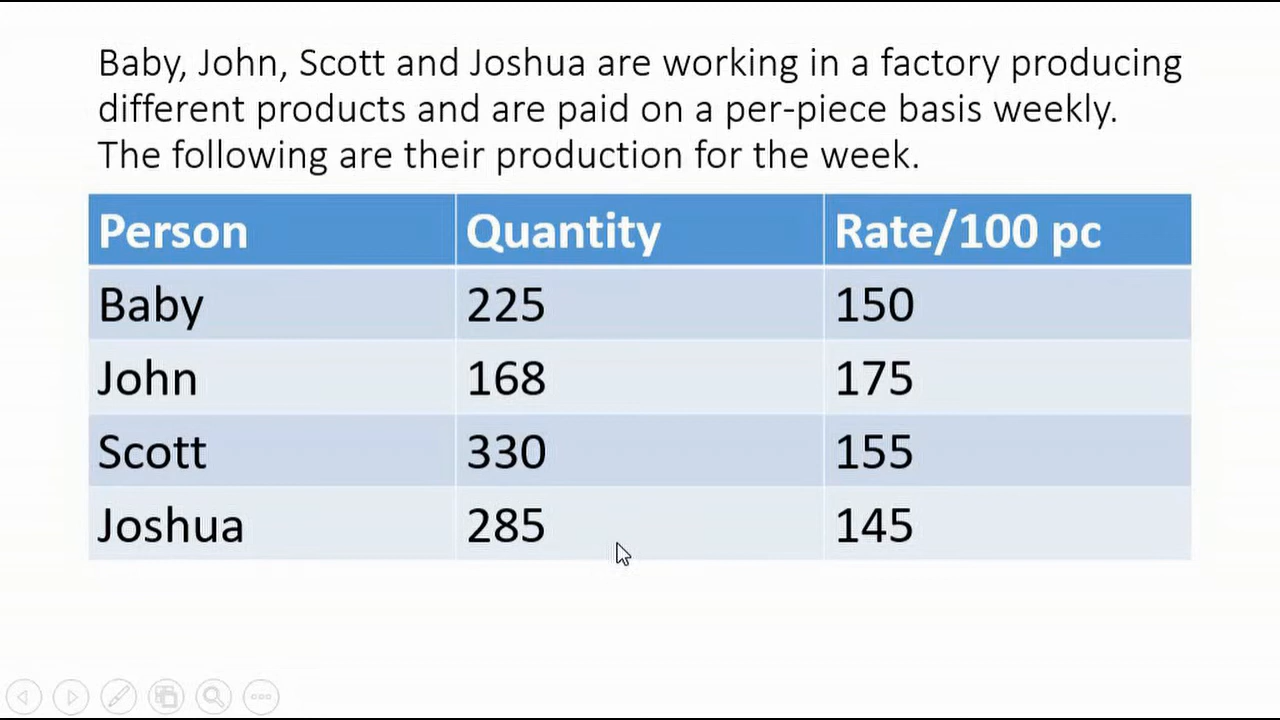 Baby, John, Scott and Joshua are working in a factory producing
different products and are paid on a per-piece basis weekly.
The following are their production for the week.
Person Quantity Rate/100 pc
Baby 225 150
John 168 175
Scott 330 155
Joshua 285 145